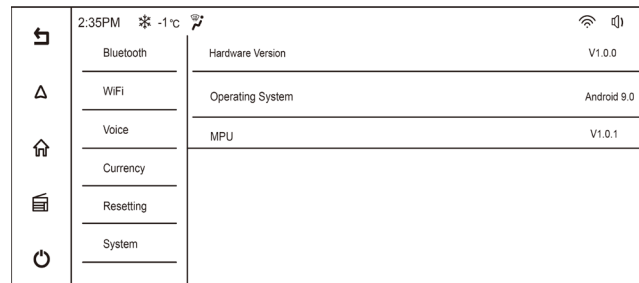 2:35PM -1℃
Bluetooth
WiFi
Voice
Currency
Resetting
System
Hardware Version V1.0.0
Operating System Android 9.0
MPU V1.0.1